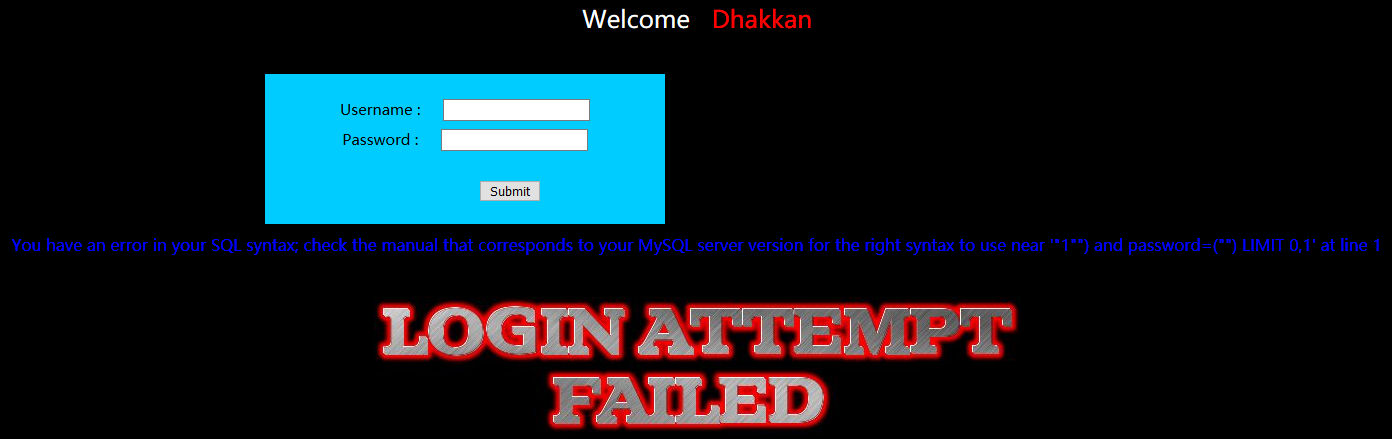 Welcome Dhakkan
Username :
Password :
Submit
You have an error in your SQL syntax; check the manual that corresponds to your MySQL server version for the right syntax to use near '"1"") and password=("") LIMIT 0,1' at line 1
LOGIN ATTEMPT
FAILED